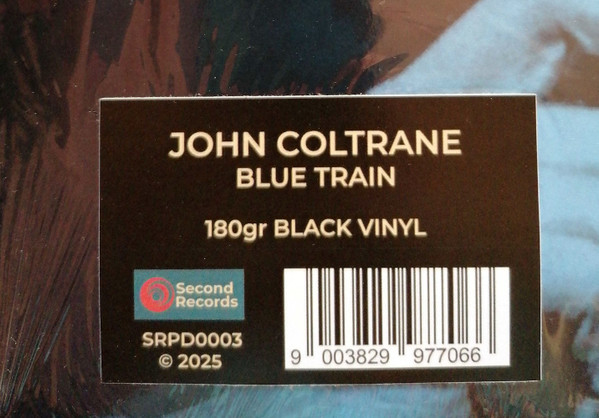 JOHN COLTRANE
BLUE TRAIN
180gr BLACK VINYL
Second
Records
SRPD0003
© 2025
9 003829 977066